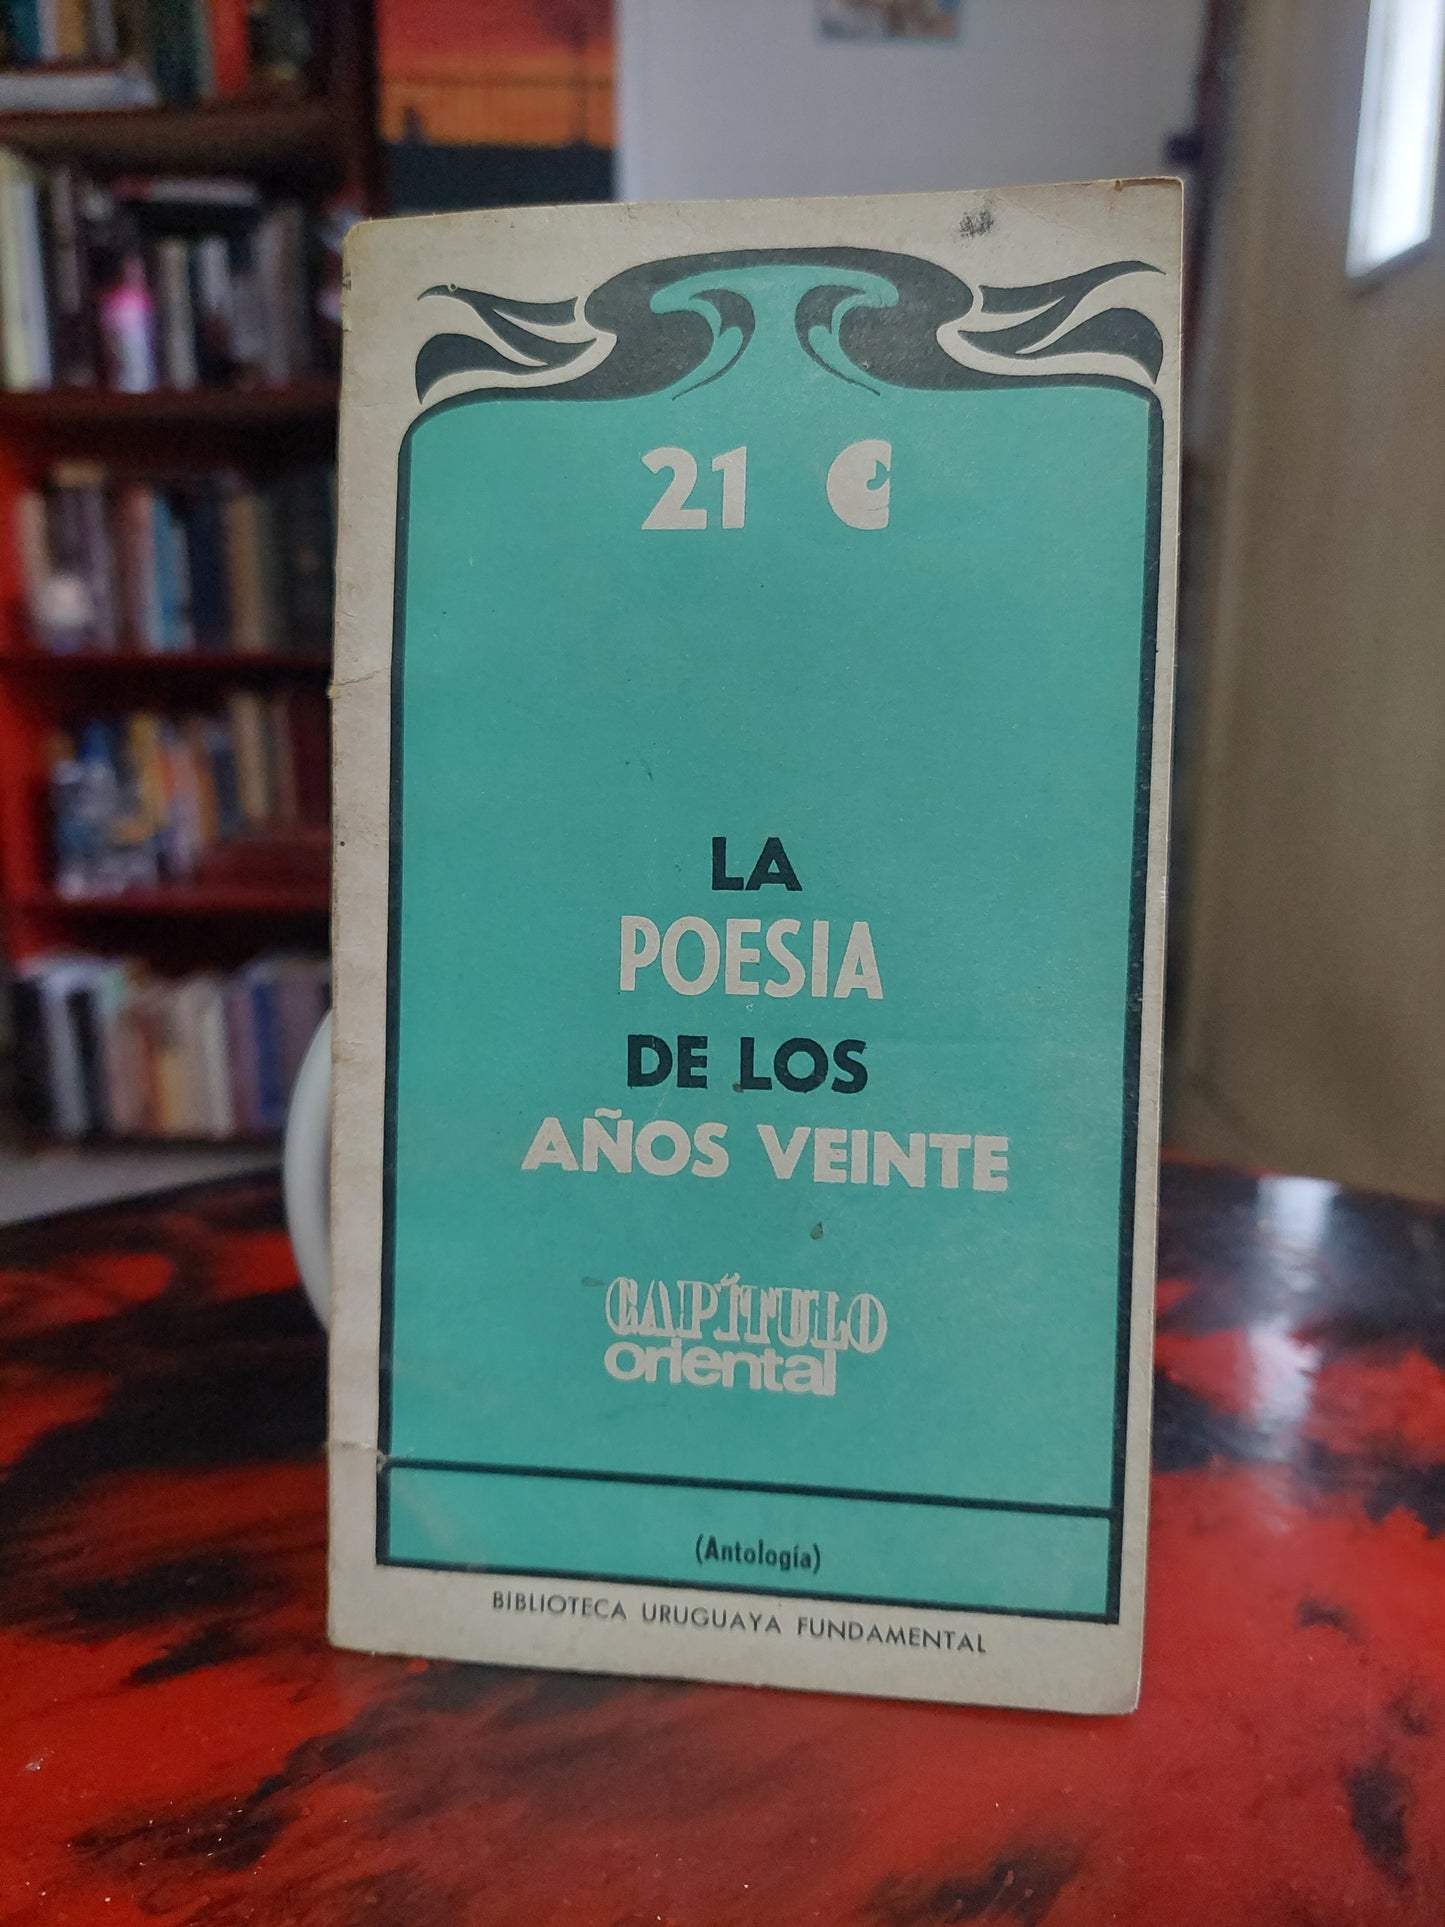 21 C
LA
POESIA
DE LOS
AÑOS VEINTE
CAPÍTULO
oriental
(Antología)
BIBLIOTECA URUGUAYA FUNDAMENTAL